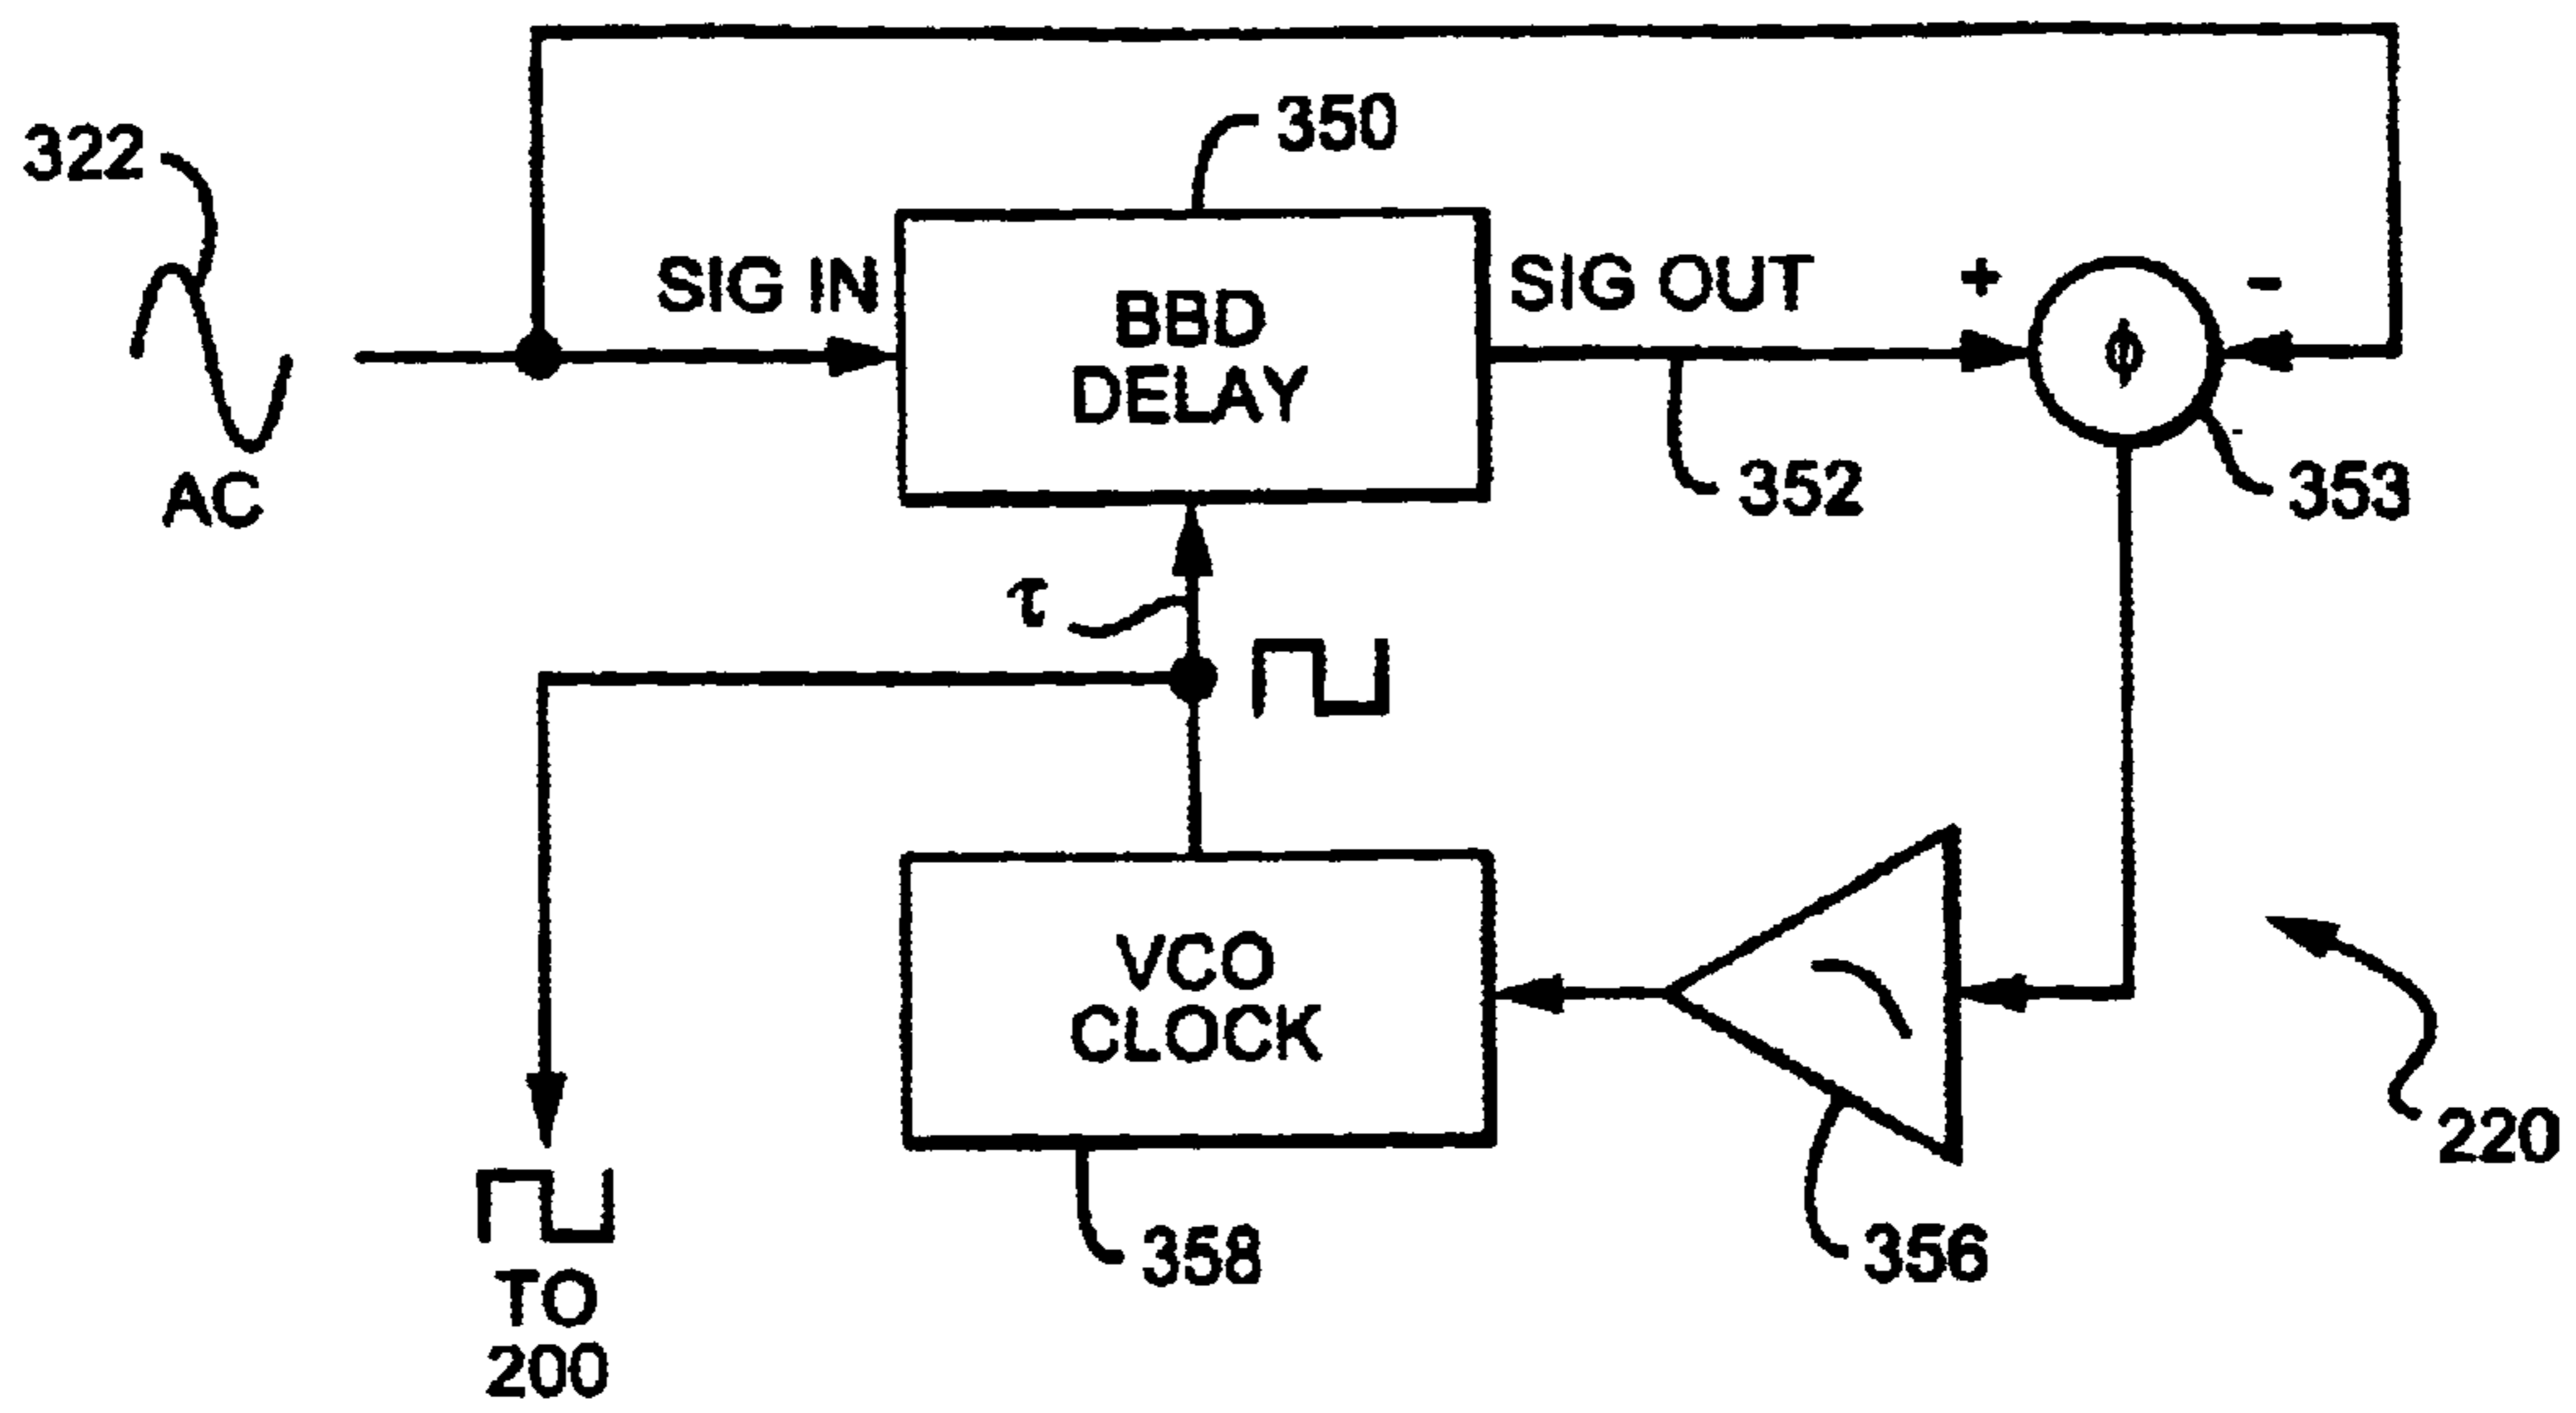 322
350
SIG IN
BBD
DELAY
SIG OUT
+
-
ϕ
AC
352
353
τ
VCO
CLOCK
220
358
356
TO
200